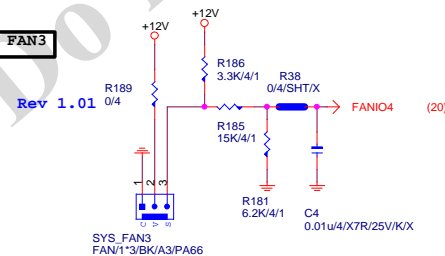 FAN3
+12V
+12V
R186
3.3K/4/1
R38
0/4/SHT/X
R189
0/4
Rev 1.01
FANIO4
(20)
R185
15K/4/1
1
2
3
R181
6.2K/4/1
C4
0.01u/4/X7R/25V/K/X
C
V
S
SYS_FAN3
FAN/1*3/BK/A3/PA66
Do